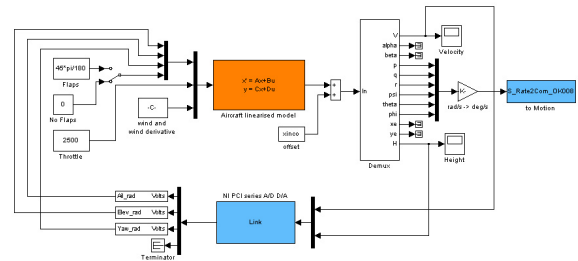 45*pi/180
Flaps
0
No Flaps
2500
Throttle
-C-
wind and
wind derivative
x' = Ax+Bu
y = Cx+Du
Aircraft linearised model
xinco
offset
+
+
In
V
alpha
beta
p
q
r
psi
theta
phi
xe
ye
H
Demux
Velocity
-K-
rad/s -> deg/s
S_Rate2Com_OK008
to Motion
Height
Ail_rad Volts
Elev_rad Volts
Yaw_rad Volts
Terminator
NI PCI series A/D D/A
Link